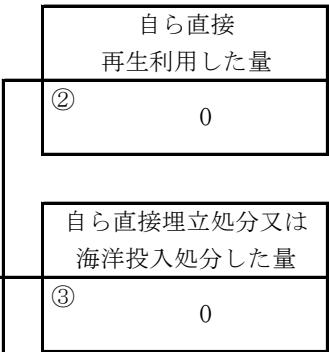 自ら直接
再生利用した量
②
0
自ら直接埋立処分又は
海洋投入処分した量
③
0